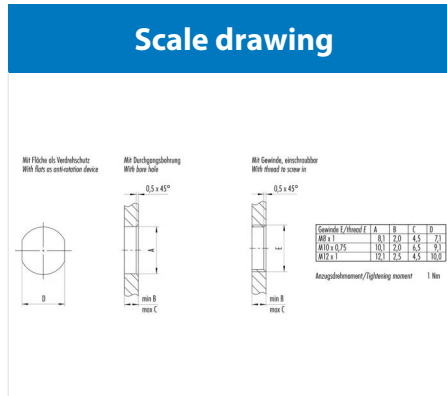 Scale drawing
Mit Fläche als Verdrehschutz
With flats as anti-rotation device
Mit Durchgangsbohrung
With bore hole
Mit Gewinde, einschraubbar
With thread to screw in
0,5 x 45°
0,5 x 45°
A
E
D
min B
max C
min B
max C
Gewinde E/thread E A B C D
M8 x 1 8,1 2,0 4,5 7,1
M10 x 0,75 10,1 2,0 6,5 9,1
M12 x 1 12,1 2,5 4,5 10,0
Anzugsdrehmoment/Tightening moment 1 Nm